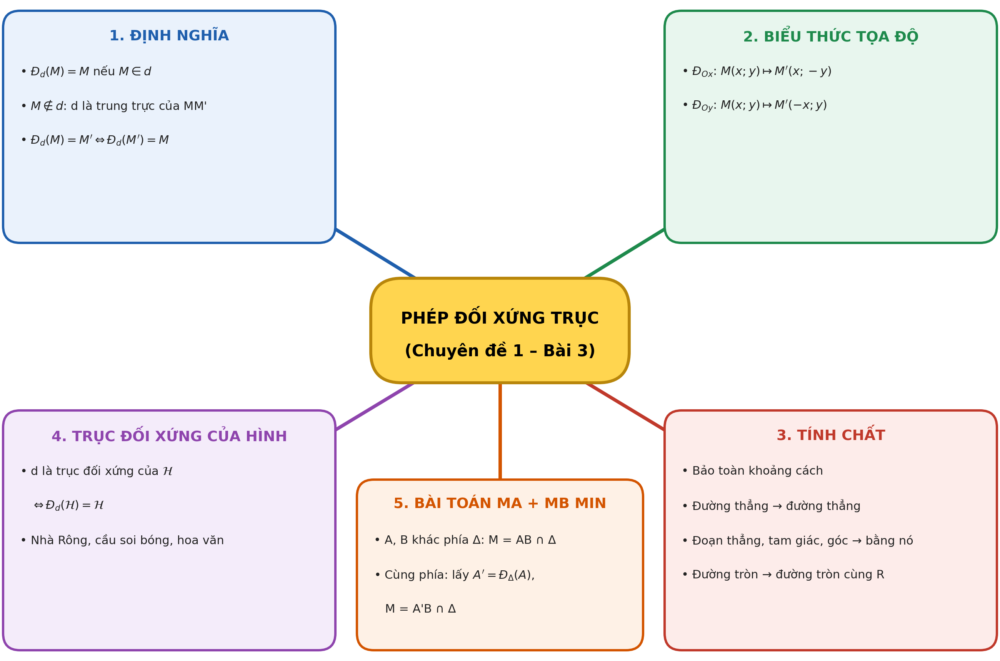 1. ĐỊNH NGHĨA
• Đ_d(M) = M nếu M ∈ d
• M ∉ d: d là trung trực của MM'
• Đ_d(M) = M′ ⇔ Đ_d(M′) = M
2. BIỂU THỨC TỌA ĐỘ
• Đ_{Ox}: M(x; y) ↦ M′(x; −y)
• Đ_{Oy}: M(x; y) ↦ M′(−x; y)
PHÉP ĐỐI XỨNG TRỤC
(Chuyên đề 1 – Bài 3)
4. TRỤC ĐỐI XỨNG CỦA HÌNH
• d là trục đối xứng của ℋ
⇔ Đ_d(ℋ) = ℋ
• Nhà Rông, cầu soi bóng, hoa văn
5. BÀI TOÁN MA + MB MIN
• A, B khác phía Δ: M = AB ∩ Δ
• Cùng phía: lấy A′ = Đ_Δ(A),
M = A'B ∩ Δ
3. TÍNH CHẤT
• Bảo toàn khoảng cách
• Đường thẳng → đường thẳng
• Đoạn thẳng, tam giác, góc → bằng nó
• Đường tròn → đường tròn cùng R